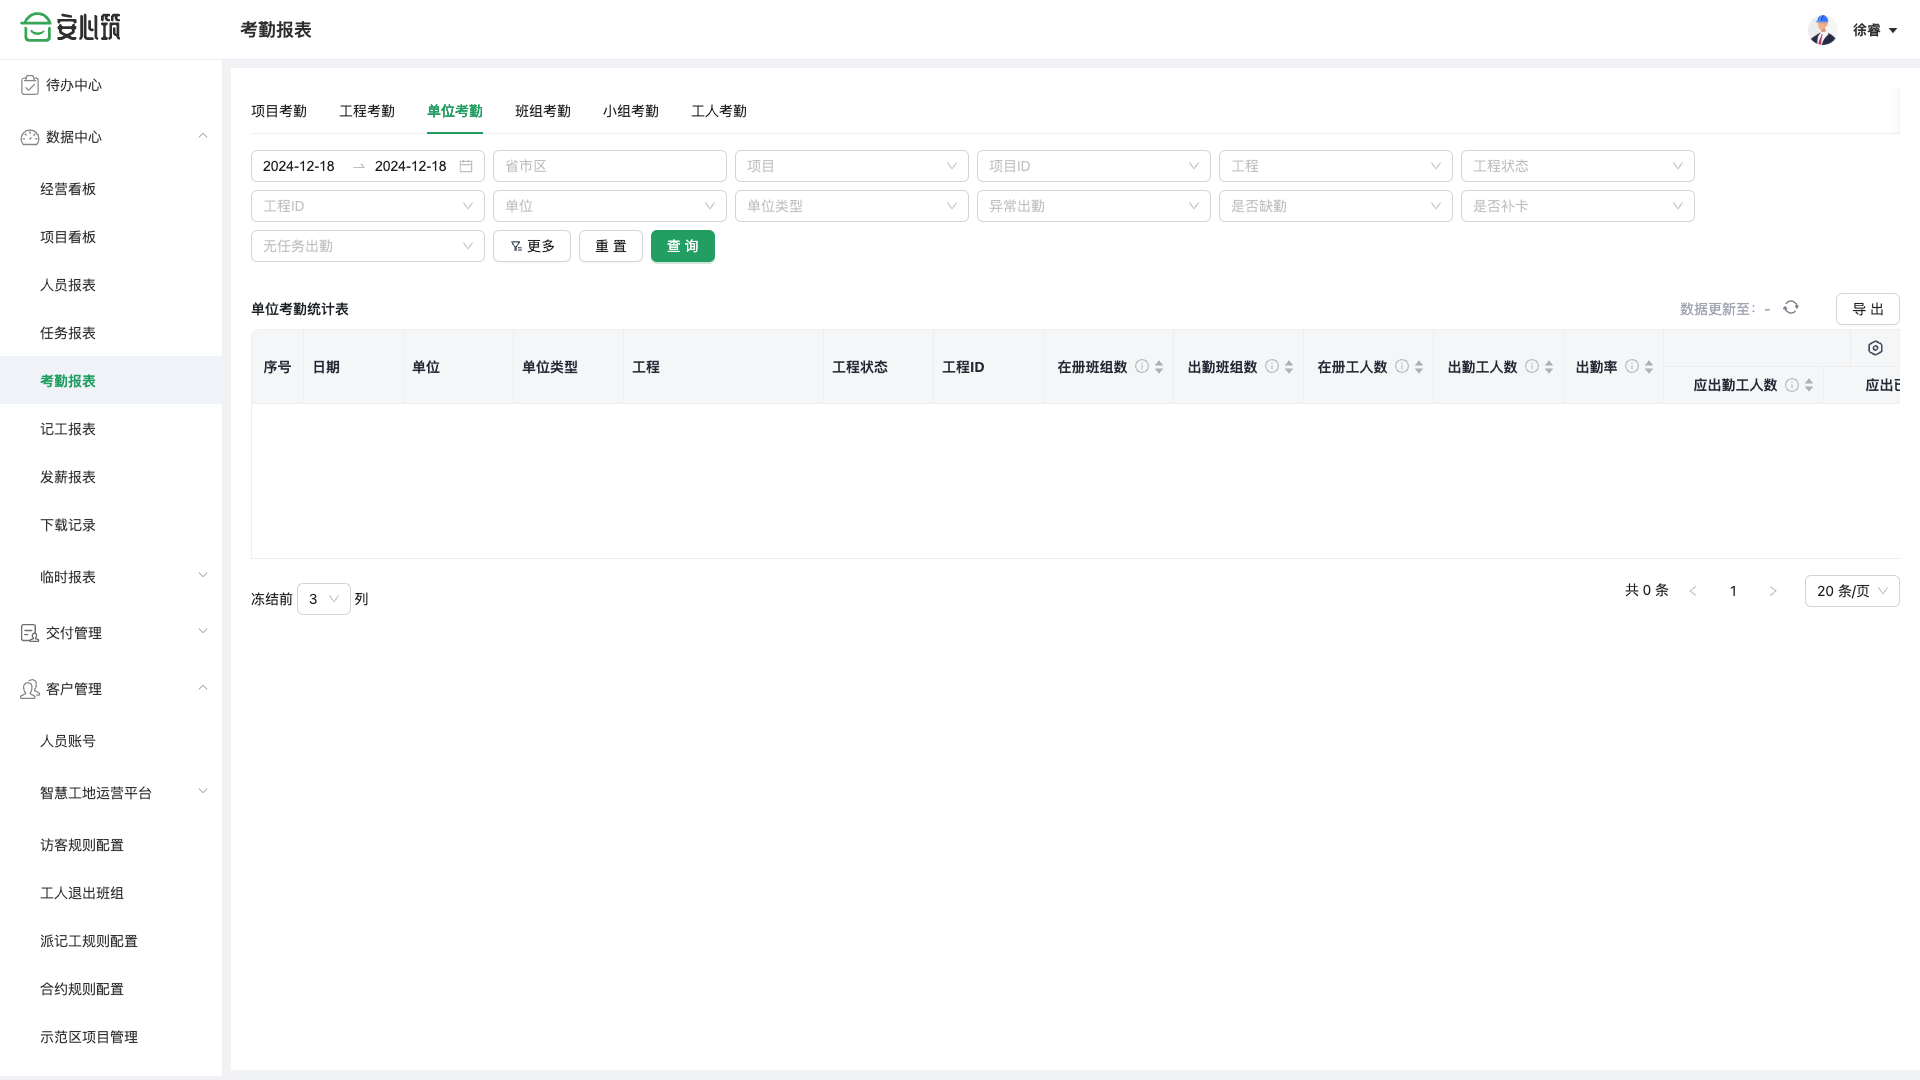 安心筑
考勤报表
徐睿
待办中心
数据中心
经营看板
项目看板
人员报表
任务报表
考勤报表
记工报表
发薪报表
下载记录
临时报表
交付管理
客户管理
人员账号
智慧工地运营平台
访客规则配置
工人退出班组
派记工规则配置
合约规则配置
示范区项目管理
项目考勤 工程考勤 单位考勤 班组考勤 小组考勤 工人考勤
2024-12-18 → 2024-12-18 省市区 项目 项目ID 工程 工程状态
工程ID 单位 单位类型 异常出勤 是否缺勤 是否补卡
无任务出勤 更多 重 置 查 询
单位考勤统计表 数据更新至: - 导 出
序号 日期 单位 单位类型 工程 工程状态 工程ID 在册班组数 出勤班组数 在册工人数 出勤工人数 出勤率
应出勤工人数 应出
冻结前 3 列
共 0 条 < 1 > 20 条/页